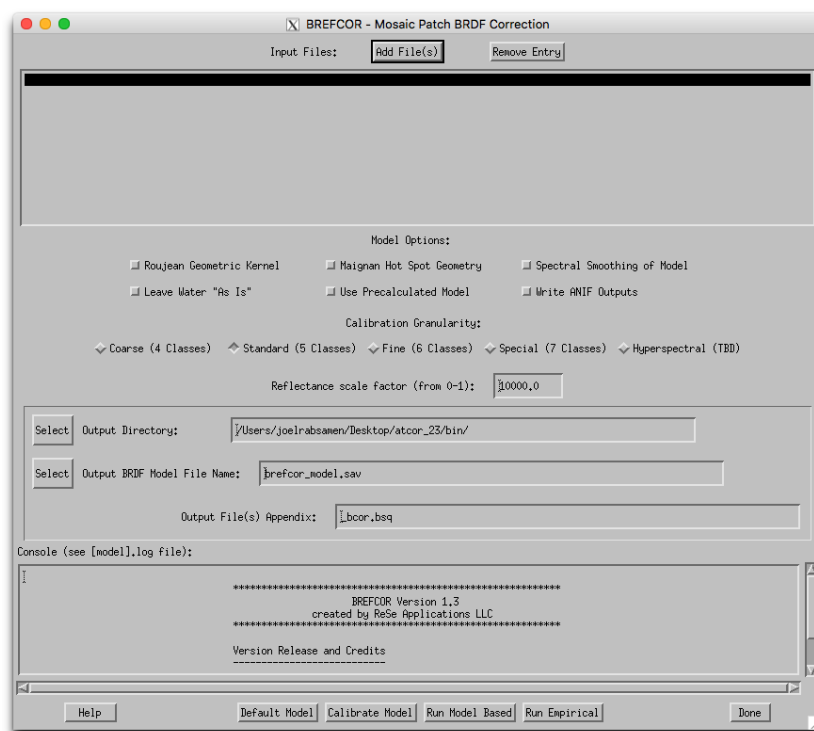 BREFCOR - Mosaic Patch BRDF Correction
Input Files: Add File(s) Remove Entry
Model Options:
Roujean Geometric Kernel Maignan Hot Spot Geometry Spectral Smoothing of Model
Leave Water "As Is" Use Precalculated Model Write ANIF Outputs
Calibration Granularity:
Coarse (4 Classes) Standard (5 Classes) Fine (6 Classes) Special (7 Classes) Hyperspectral (TBD)
Reflectance scale factor (from 0-1): 10000.0
Select Output Directory: /Users/joelrabsamen/Desktop/atcor_23/bin/
Select Output BRDF Model File Name: brefcor_model.sav
Output File(s) Appendix: _bcor.bsq
Console (see [model].log file):
*********************************************************
BREFCOR Version 1.3
created by ReSe Applications LLC
*********************************************************
Version Release and Credits
---------------------------
Help Default Model Calibrate Model Run Model Based Run Empirical Done